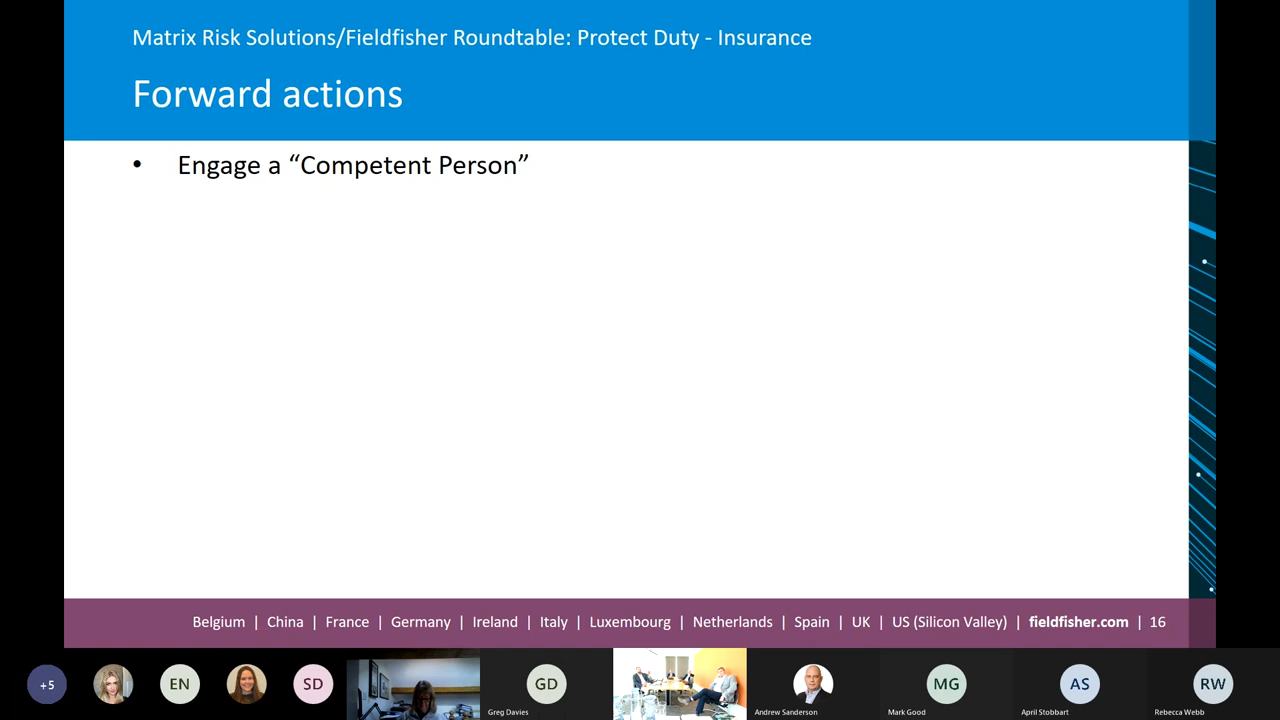 Matrix Risk Solutions/Fieldfisher Roundtable: Protect Duty - Insurance
Forward actions
• Engage a “Competent Person”
Belgium | China | France | Germany | Ireland | Italy | Luxembourg | Netherlands | Spain | UK | US (Silicon Valley) | fieldfisher.com | 16
+5 EN SD GD MG AS RW
Greg Davies Andrew Sanderson Mark Good April Stobbart Rebecca Webb